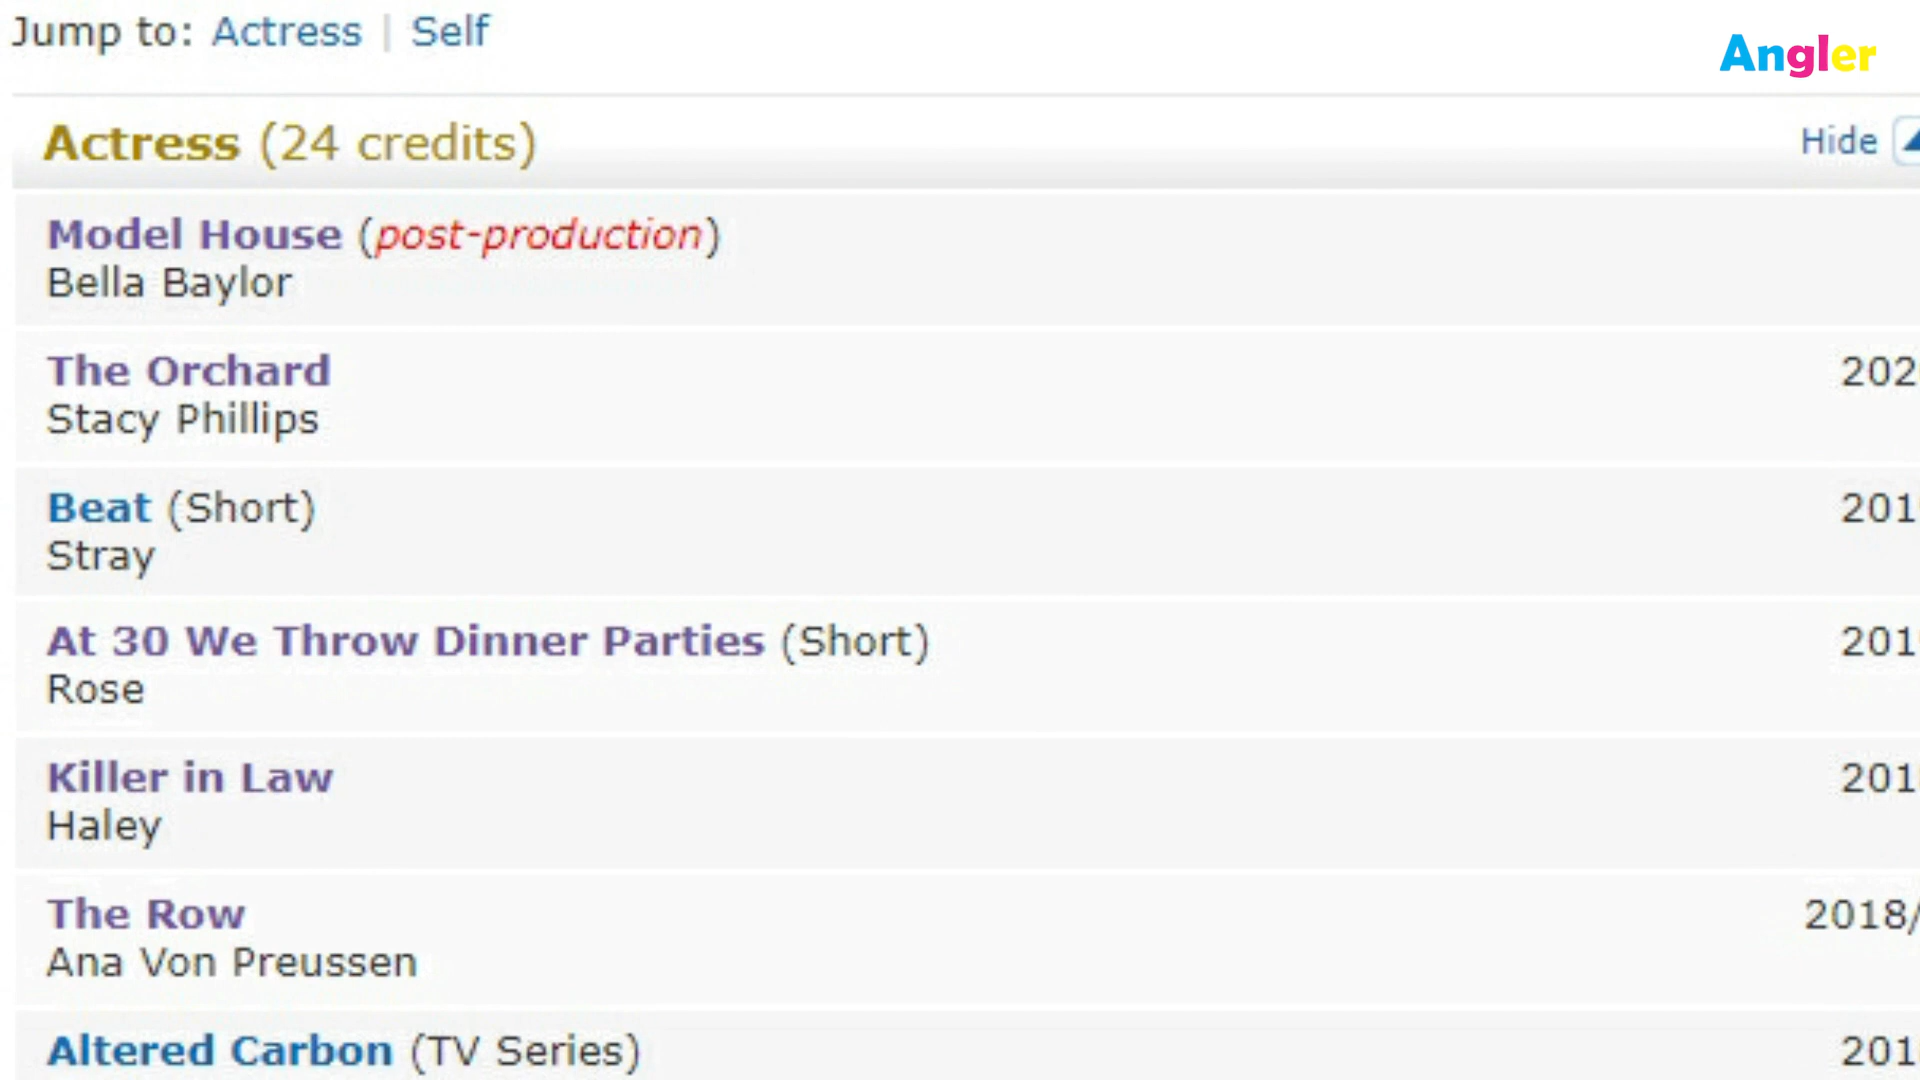 Jump to: Actress | Self
Angler
Actress (24 credits)
Hide
Model House (post-production)
Bella Baylor
The Orchard
202
Stacy Phillips
Beat (Short)
201
Stray
At 30 We Throw Dinner Parties (Short)
201
Rose
Killer in Law
201
Haley
The Row
2018/
Ana Von Preussen
Altered Carbon (TV Series)
201